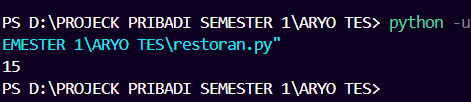 PS D:\PROJECK PRIBADI SEMESTER 1\ARYO TES> python -u
EMESTER 1\ARYO TES\restoran.py"
15
PS D:\PROJECK PRIBADI SEMESTER 1\ARYO TES>